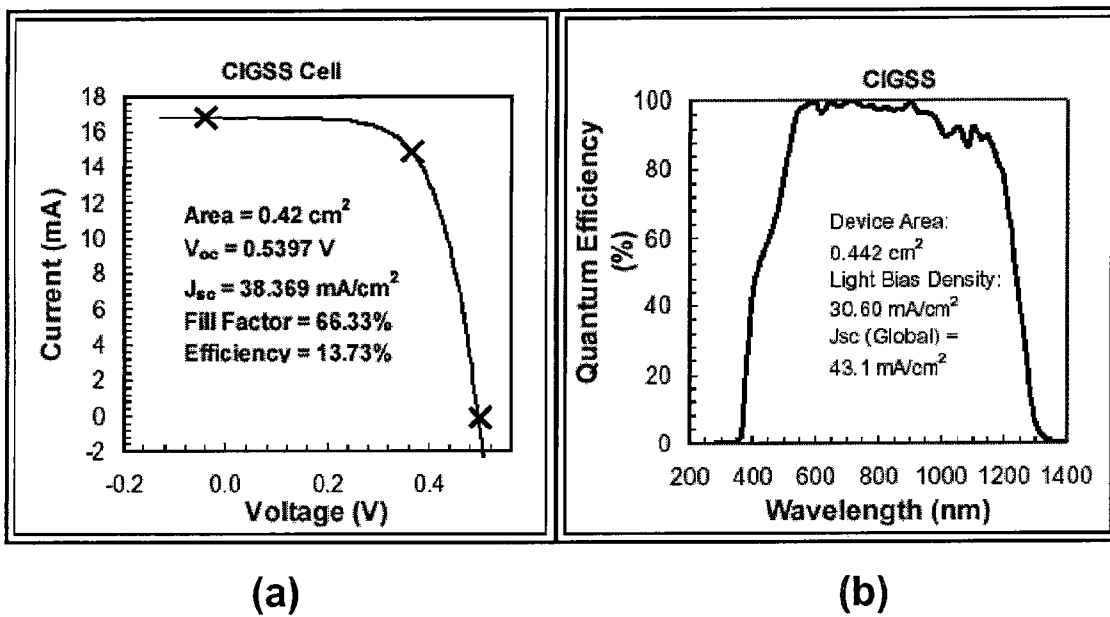 CIGSS Cell
18
16
14
12
10
8
6
4
2
0
-2
Current (mA)
Area = 0.42 cm²
Voc = 0.5397 V
Jsc = 38.369 mA/cm²
Fill Factor = 66.33%
Efficiency = 13.73%
-0.2 0.0 0.2 0.4
Voltage (V)
(a)
CIGSS
100
80
60
40
20
0
Quantum Efficiency
(%)
Device Area:
0.442 cm²
Light Bias Density:
30.60 mA/cm²
Jsc (Global) =
43.1 mA/cm²
200 400 600 800 1000 1200 1400
Wavelength (nm)
(b)